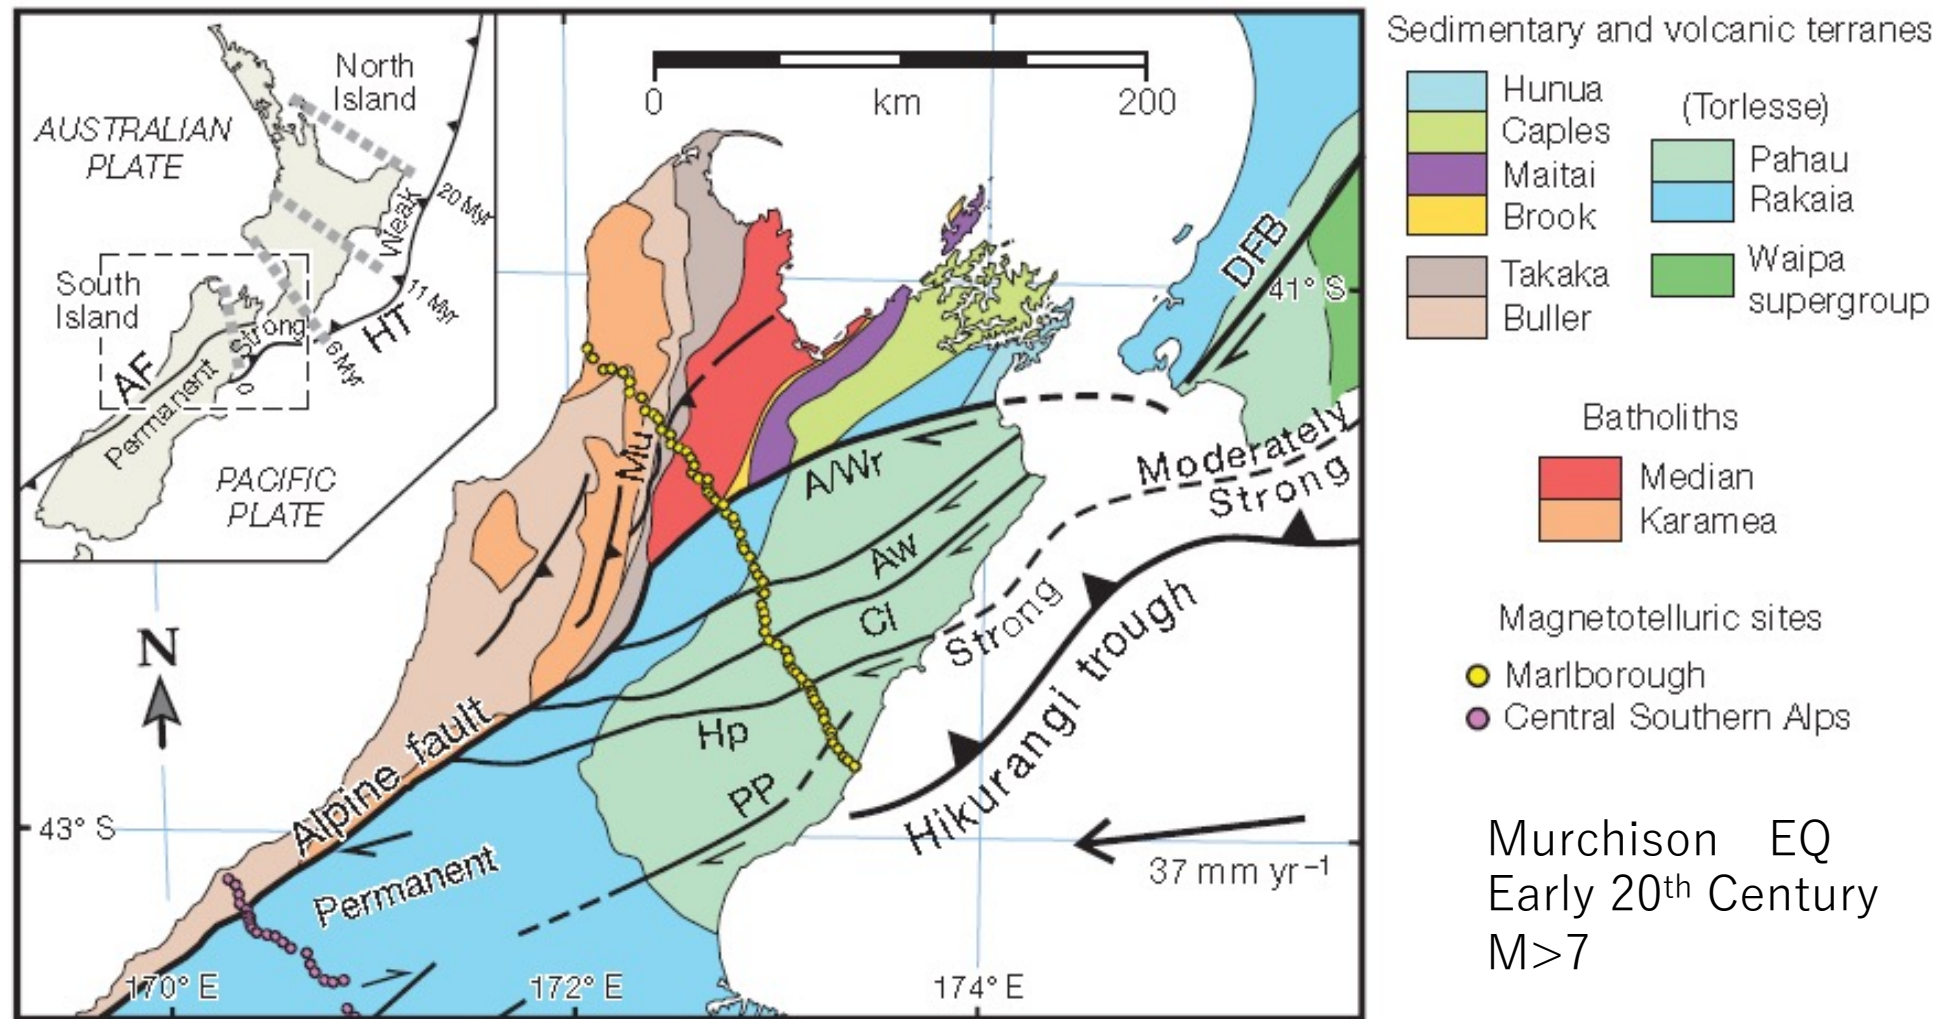 North
Island
AUSTRALIAN
PLATE
Weak
20 Myr
11 Myr
HT
6 Myr
0
Strong
South
Island
AF
Permanent
PACIFIC
PLATE
0 km 200
DFB
41° S
Mu
A/Wr
Aw
Cl
Hp
PP
Moderately
Strong
Strong
Hikurangi trough
Alpine fault
Permanent
N
43° S
37 mm yr⁻¹
170° E
172° E
174° E
Sedimentary and volcanic terranes
Hunua
Caples
Maitai
Brook
Takaka
Buller
(Torlesse)
Pahau
Rakaia
Waipa
supergroup
Batholiths
Median
Karamea
Magnetotelluric sites
Marlborough
Central Southern Alps
Murchison EQ
Early 20th Century
M>7